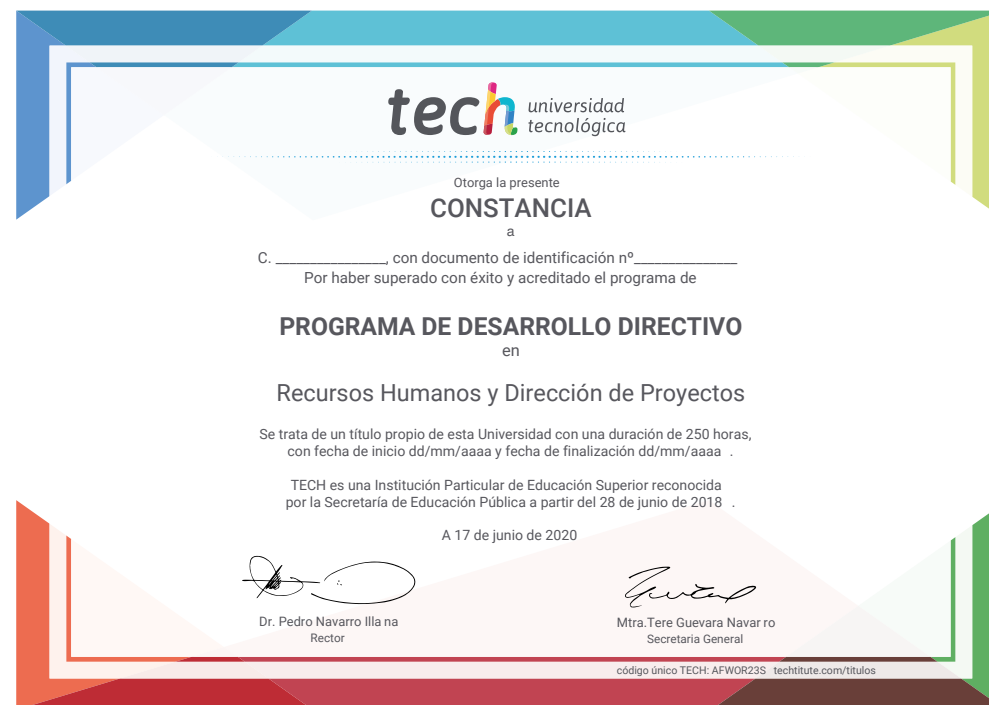 tech universidad
tecnológica
Otorga la presente
CONSTANCIA
a
C. ________________, con documento de identificación nº_______________
Por haber superado con éxito y acreditado el programa de
PROGRAMA DE DESARROLLO DIRECTIVO
en
Recursos Humanos y Dirección de Proyectos
Se trata de un título propio de esta Universidad con una duración de 250 horas,
con fecha de inicio dd/mm/aaaa y fecha de finalización dd/mm/aaaa .
TECH es una Institución Particular de Educación Superior reconocida
por la Secretaría de Educación Pública a partir del 28 de junio de 2018 .
A 17 de junio de 2020
Dr. Pedro Navarro Illa na
Rector
Mtra.Tere Guevara Navar ro
Secretaria General
código único TECH: AFWOR23S techtitute.com/titulos